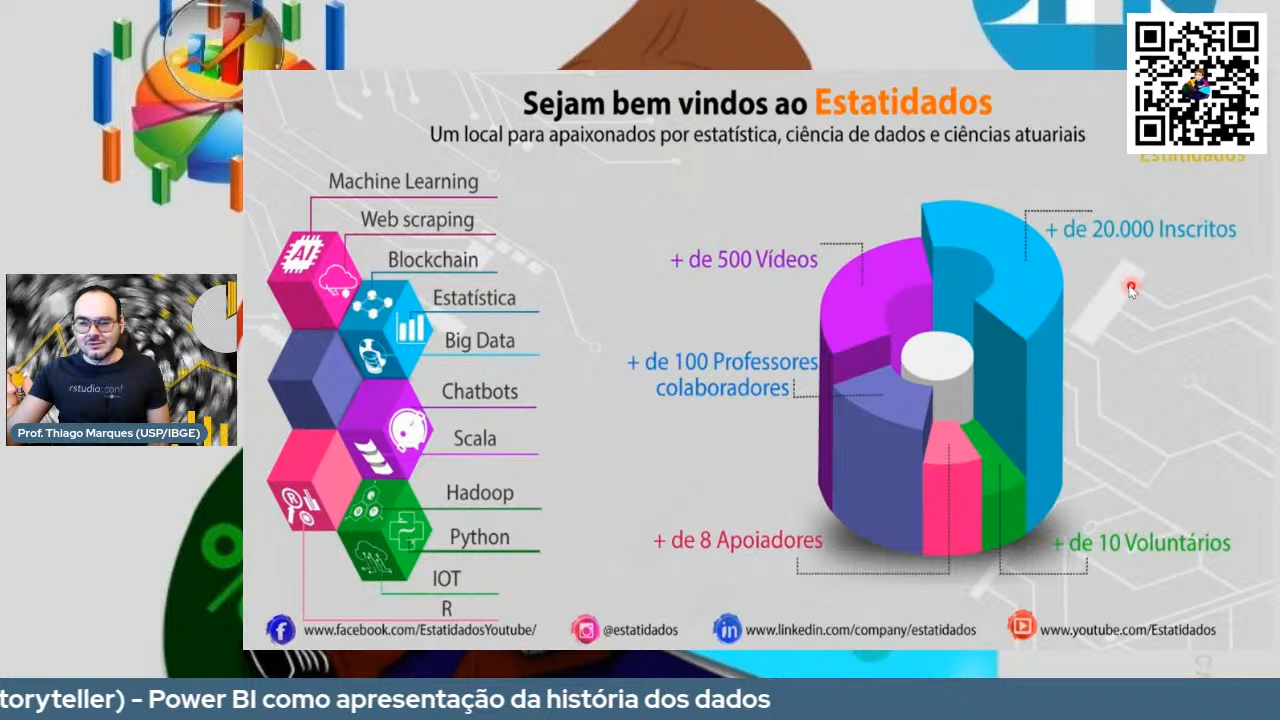 Sejam bem vindos ao Estatidados
Um local para apaixonados por estatística, ciência de dados e ciências atuariais
Estatidados
Machine Learning
Web scraping
Blockchain
Estatística
Big Data
Chatbots
Scala
Hadoop
Python
IOT
R
AI
R
+ de 20.000 Inscritos
+ de 500 Vídeos
+ de 100 Professores
colaboradores
+ de 8 Apoiadores
+ de 10 Voluntários
rstudio::conf
Prof. Thiago Marques (USP/IBGE)
%
www.facebook.com/EstatidadosYoutube/
@estatidados
www.linkedin.com/company/estatidados
www.youtube.com/Estatidados
toryteller) - Power BI como apresentação da história dos dados